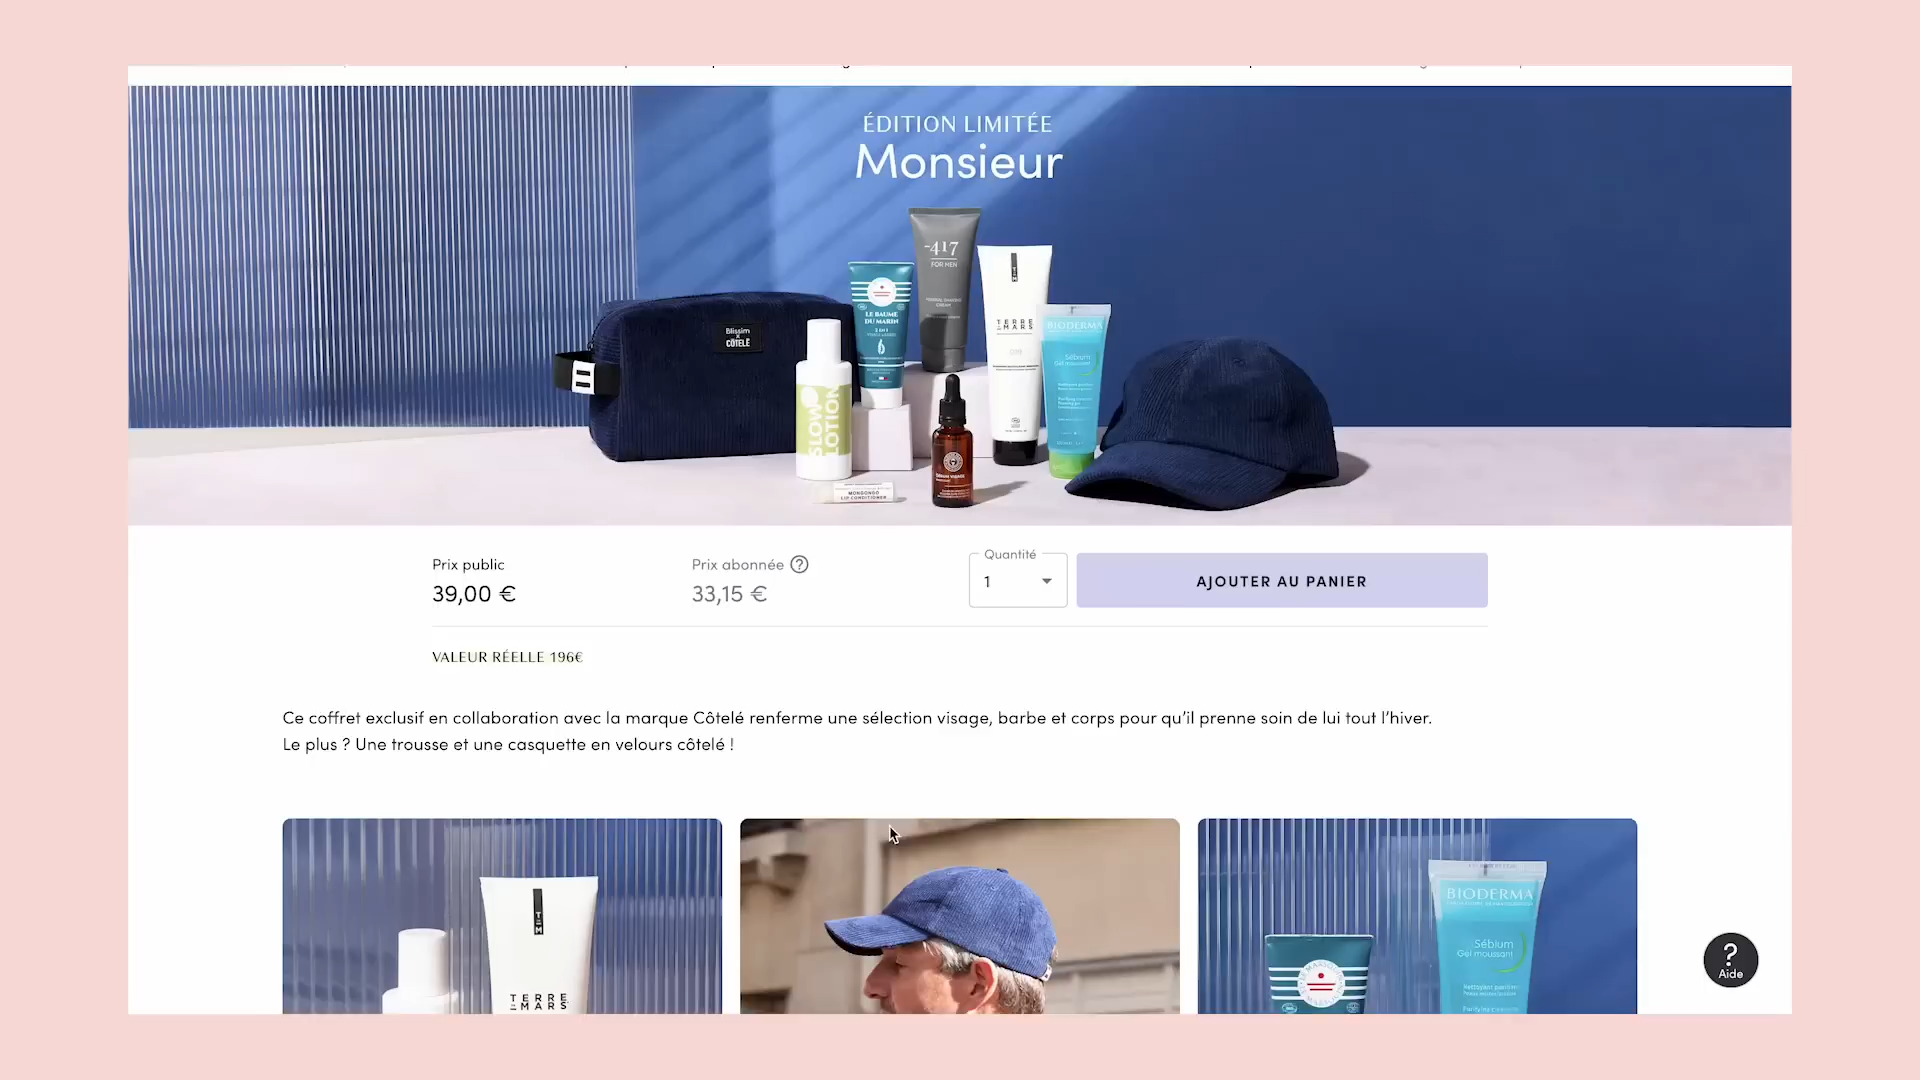 ÉDITION LIMITÉE
Monsieur
-417
FOR MEN
LE BAUME
DU MARIN
TERRE
MARS
BIODERMA
Sébium
Gel moussant
Blissim
x
CÔTELÉ
SLOW
LOTION
MONGONGO
LIP CONDITIONER
Prix public
39,00 €
Prix abonnée ?
33,15 €
Quantité
1
AJOUTER AU PANIER
VALEUR RÉELLE 196€
Ce coffret exclusif en collaboration avec la marque Côtelé renferme une sélection visage, barbe et corps pour qu'il prenne soin de lui tout l'hiver.
Le plus ? Une trousse et une casquette en velours côtelé !
T=M
TERRE
MARS
BIODERMA
Sébium
Gel moussant
?
Aide